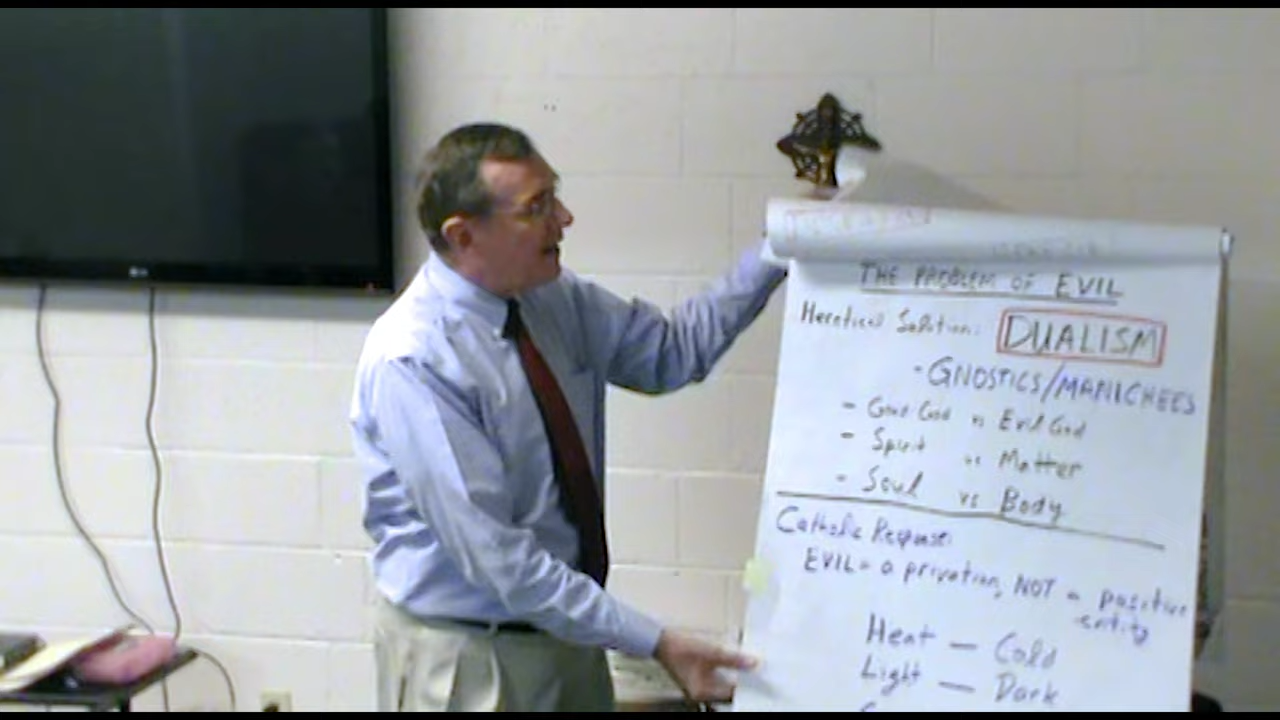 THE PROBLEM OF EVIL
Heretical Solution: DUALISM
- GNOSTICS/MANICHEES
- Good God vs Evil God
- Spirit vs Matter
- Soul vs Body
Catholic Response:
EVIL = a privation, NOT a positive
entity
Heat — Cold
Light — Dark
LG